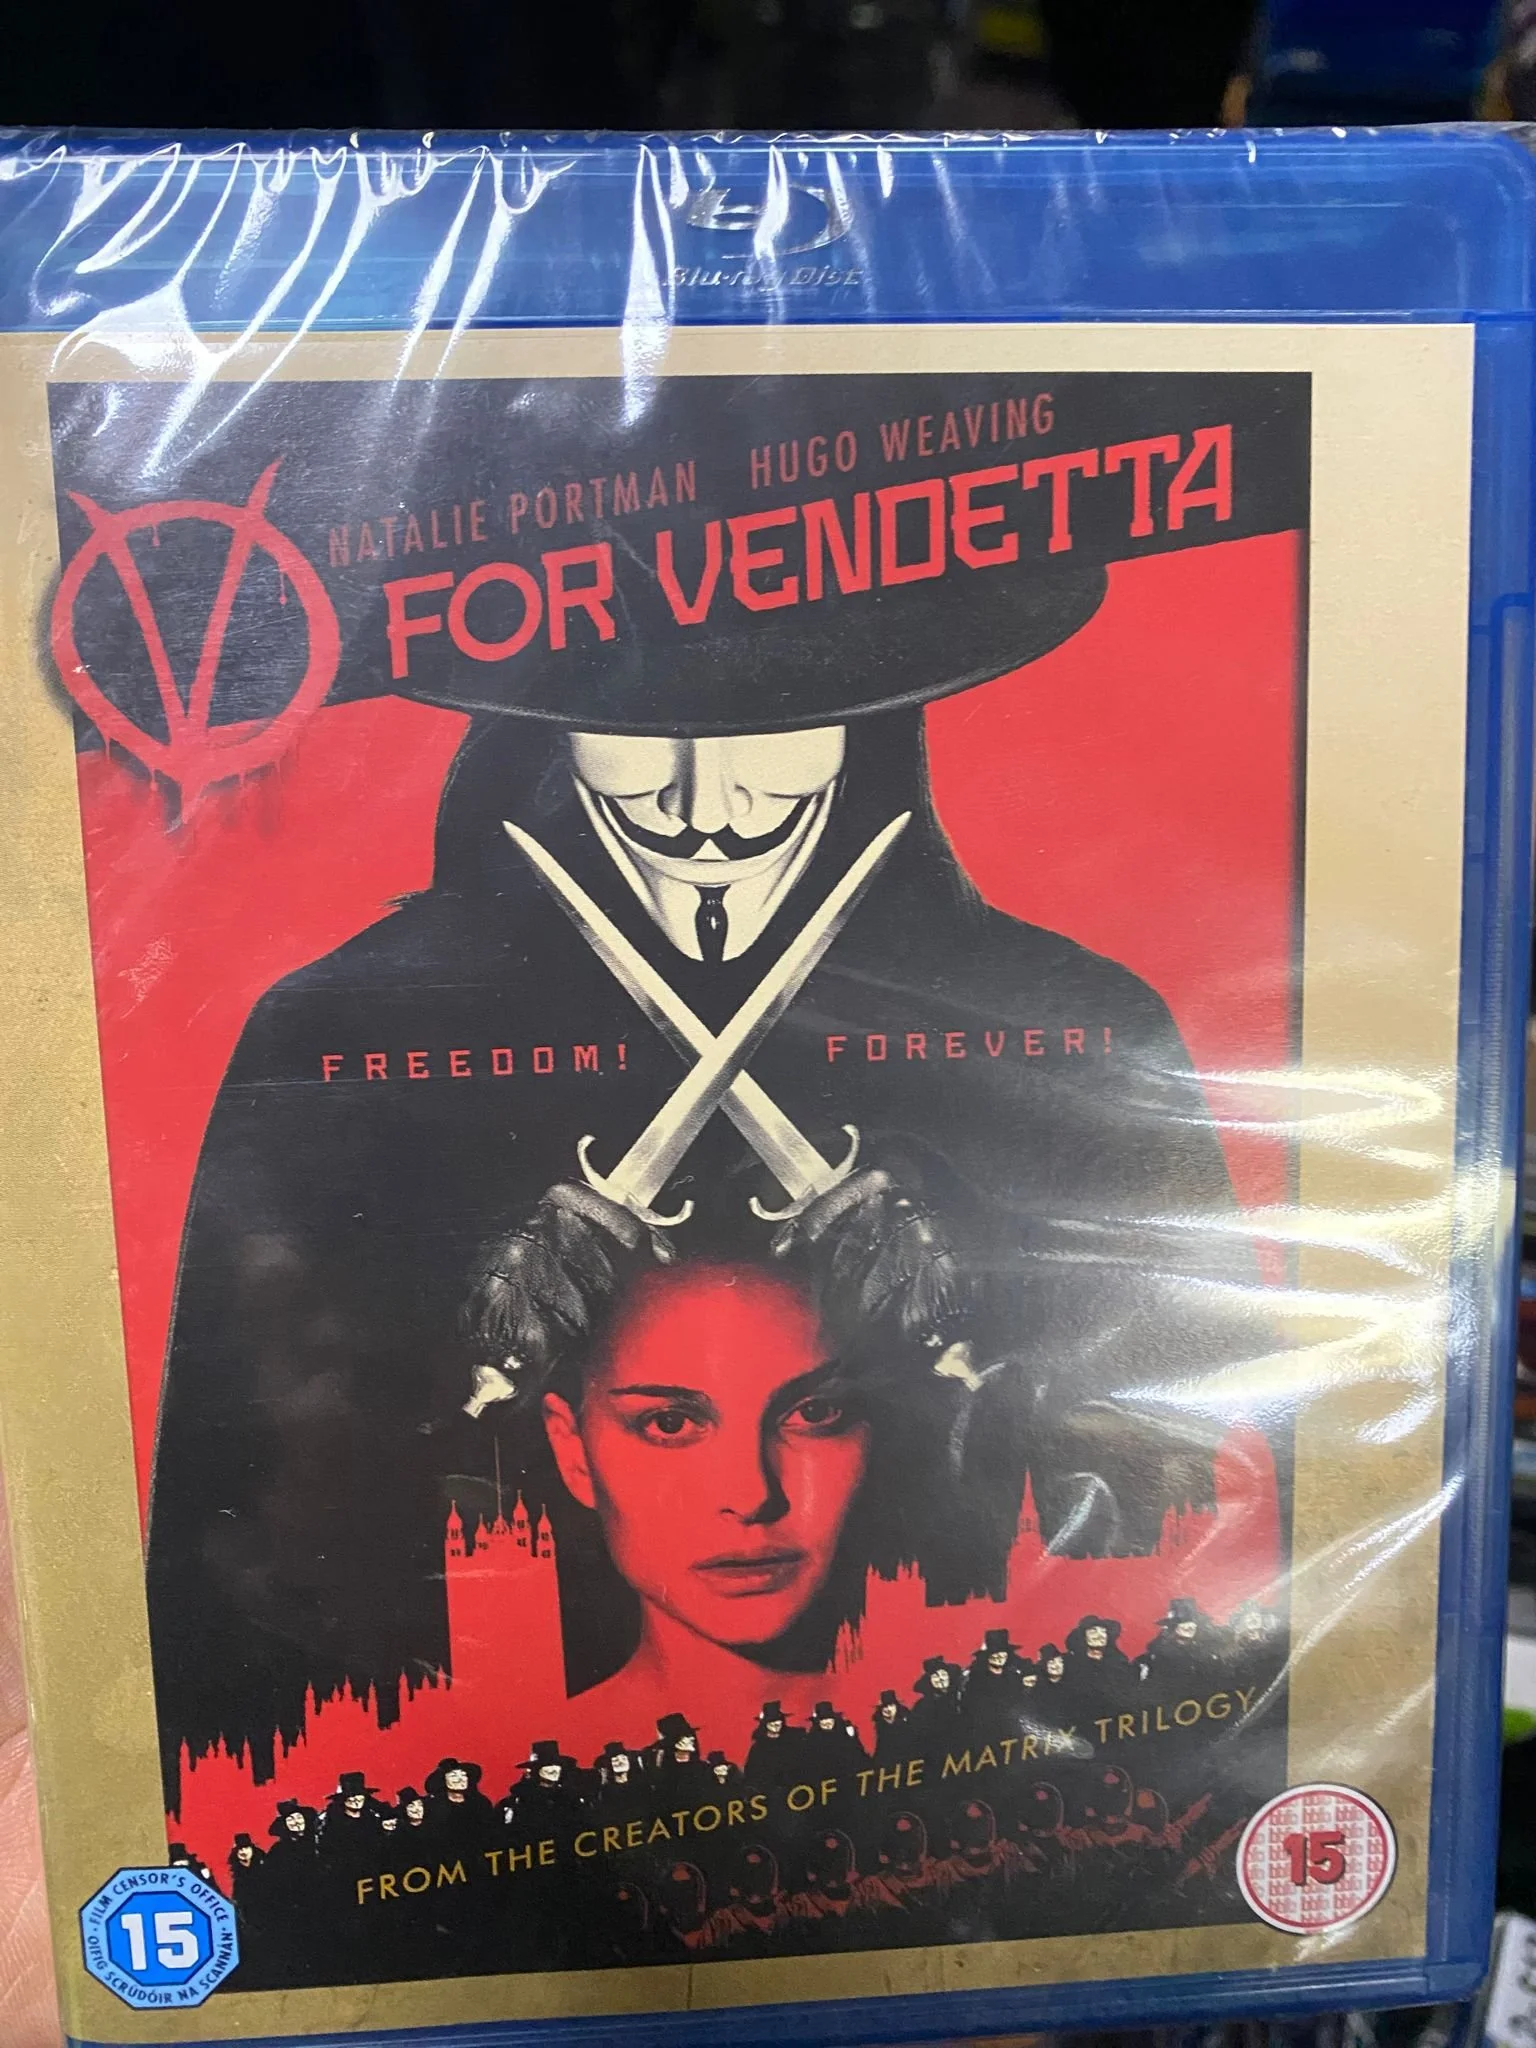 Blu-ray Disc
NATALIE PORTMAN HUGO WEAVING
V FOR VENDETTA
FREEDOM! FOREVER!
FROM THE CREATORS OF THE MATRIX TRILOGY
FILM CENSOR'S OFFICE
15
OIFIG SCRÚDÓIR NA SCANNÁN
15